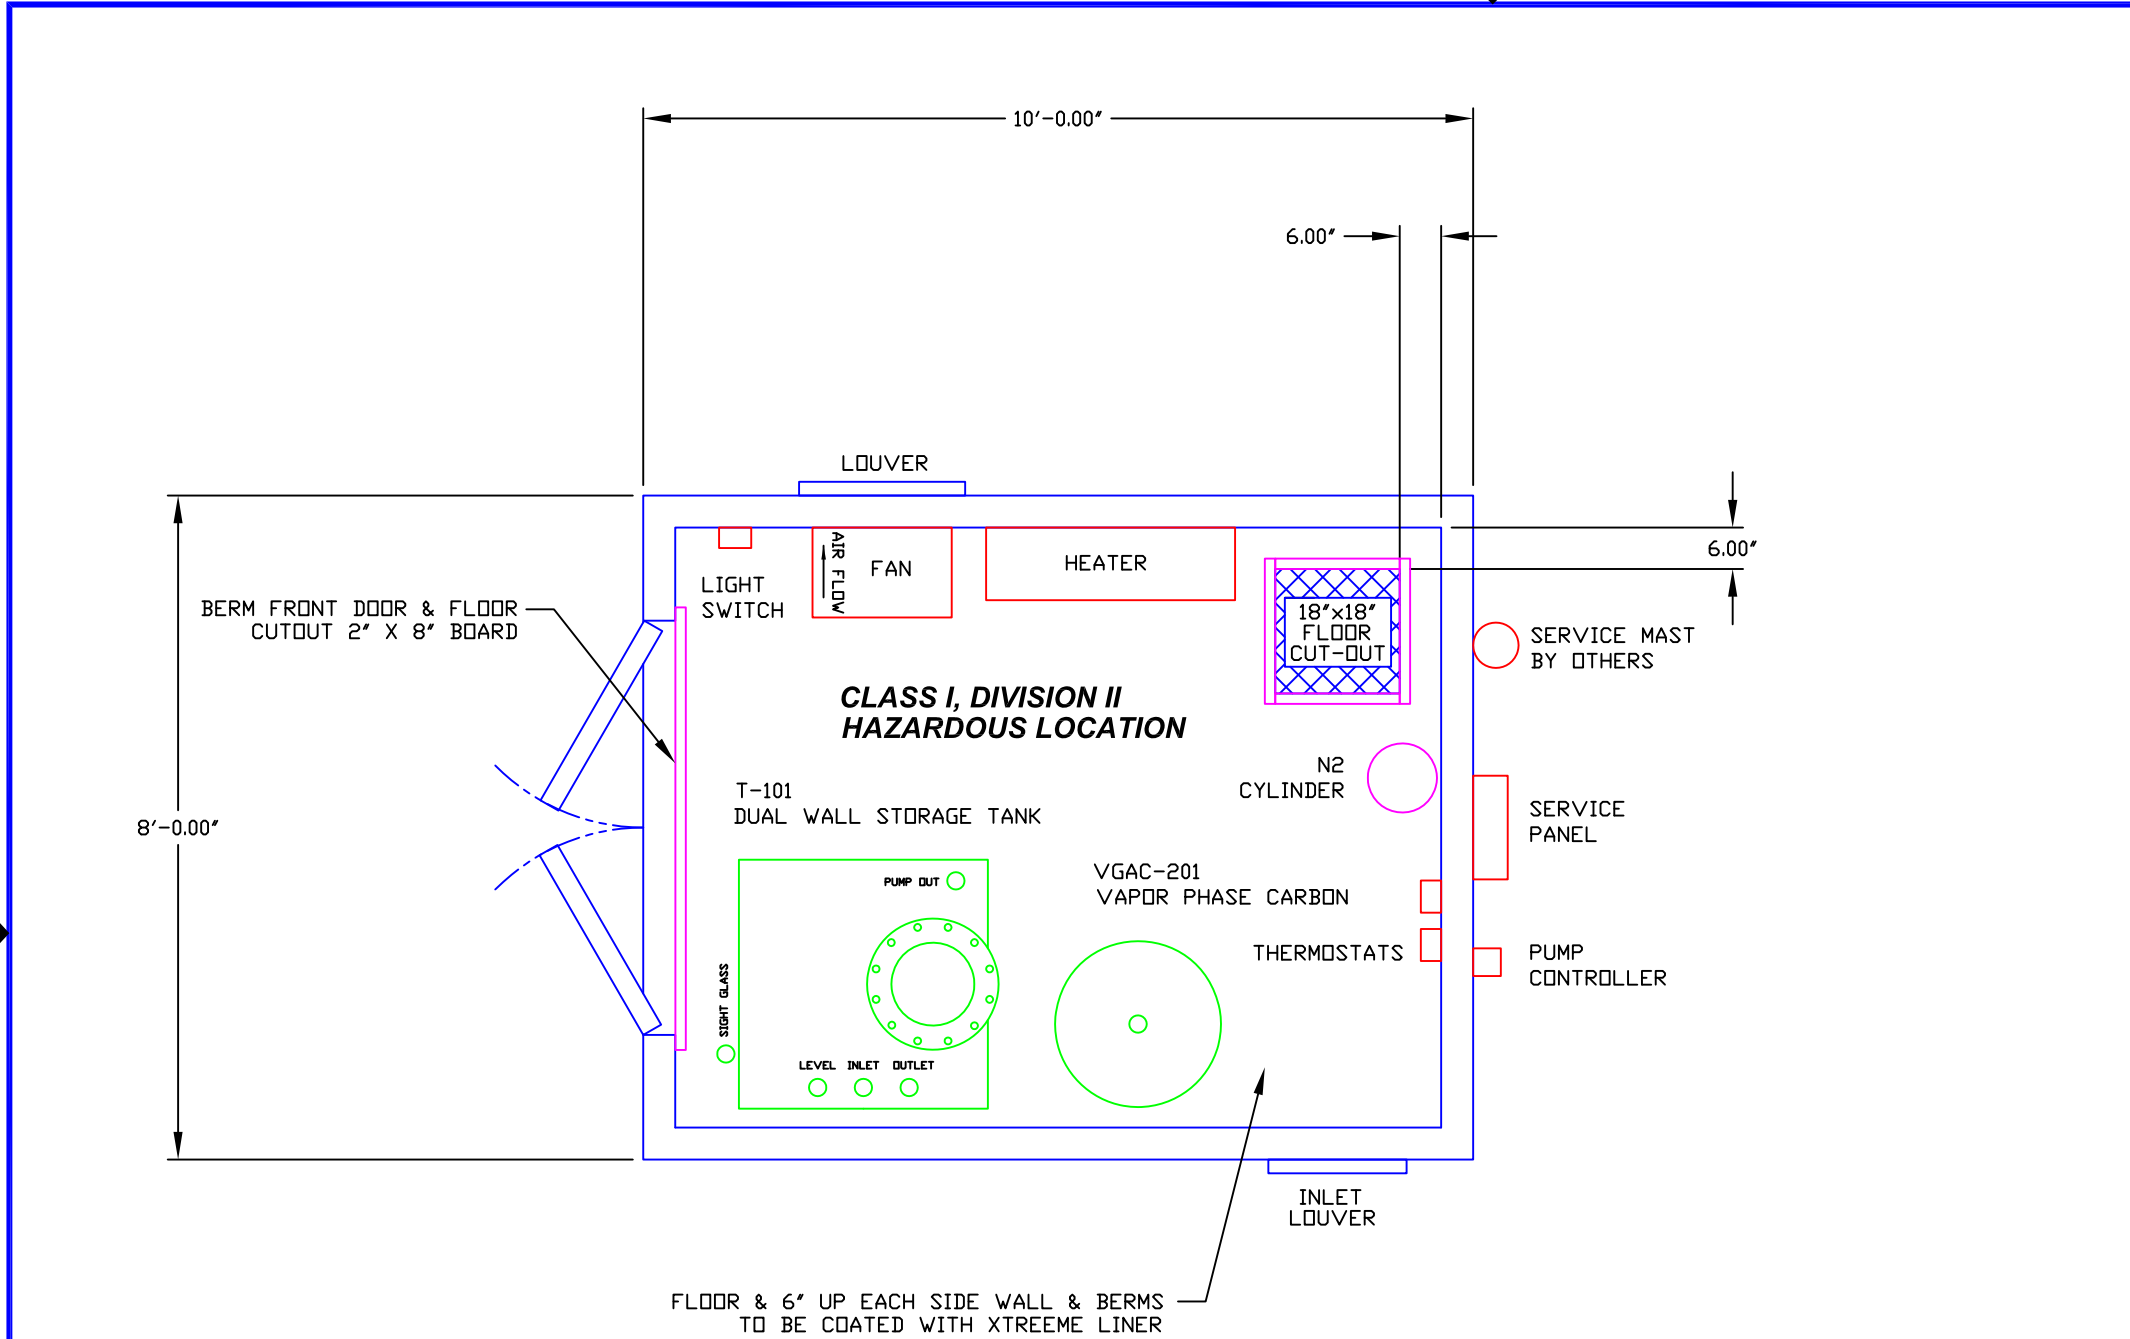 10'-0.00"
6.00"
LOUVER
6.00"
AIR FLOW
FAN
HEATER
LIGHT
SWITCH
BERM FRONT DOOR & FLOOR
CUTOUT 2" X 8" BOARD
18"x18"
FLOOR
CUT-OUT
SERVICE MAST
BY OTHERS
CLASS I, DIVISION II
HAZARDOUS LOCATION
N2
CYLINDER
T-101
DUAL WALL STORAGE TANK
8'-0.00"
SERVICE
PANEL
VGAC-201
VAPOR PHASE CARBON
PUMP OUT
THERMOSTATS
PUMP
CONTROLLER
SIGHT GLASS
LEVEL INLET OUTLET
INLET
LOUVER
FLOOR & 6" UP EACH SIDE WALL & BERMS
TO BE COATED WITH XTREEME LINER